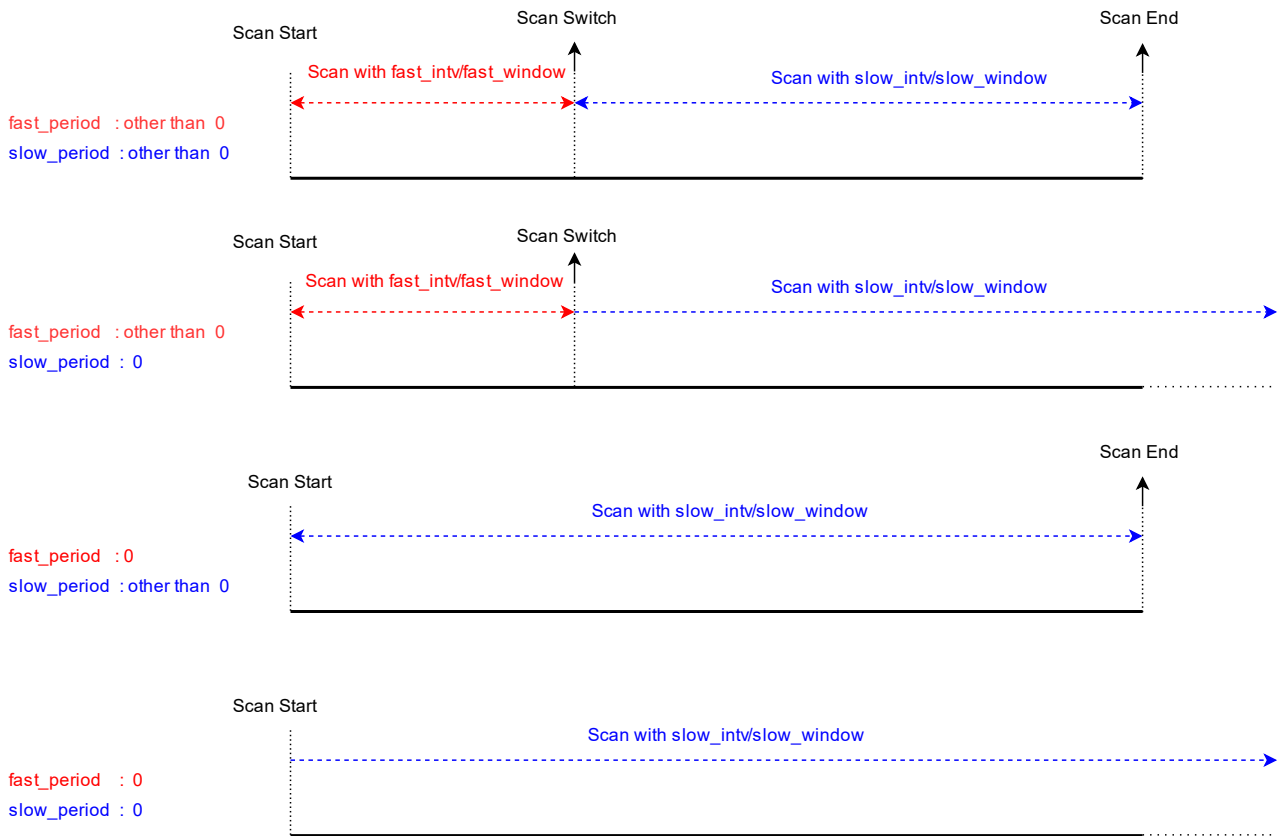 Scan Start
Scan Switch
Scan End
Scan with fast_intv/fast_window
Scan with slow_intv/slow_window
fast_period : other than 0
slow_period : other than 0
Scan Start
Scan Switch
Scan with fast_intv/fast_window
Scan with slow_intv/slow_window
fast_period : other than 0
slow_period : 0
Scan Start
Scan End
Scan with slow_intv/slow_window
fast_period : 0
slow_period : other than 0
Scan Start
Scan with slow_intv/slow_window
fast_period : 0
slow_period : 0